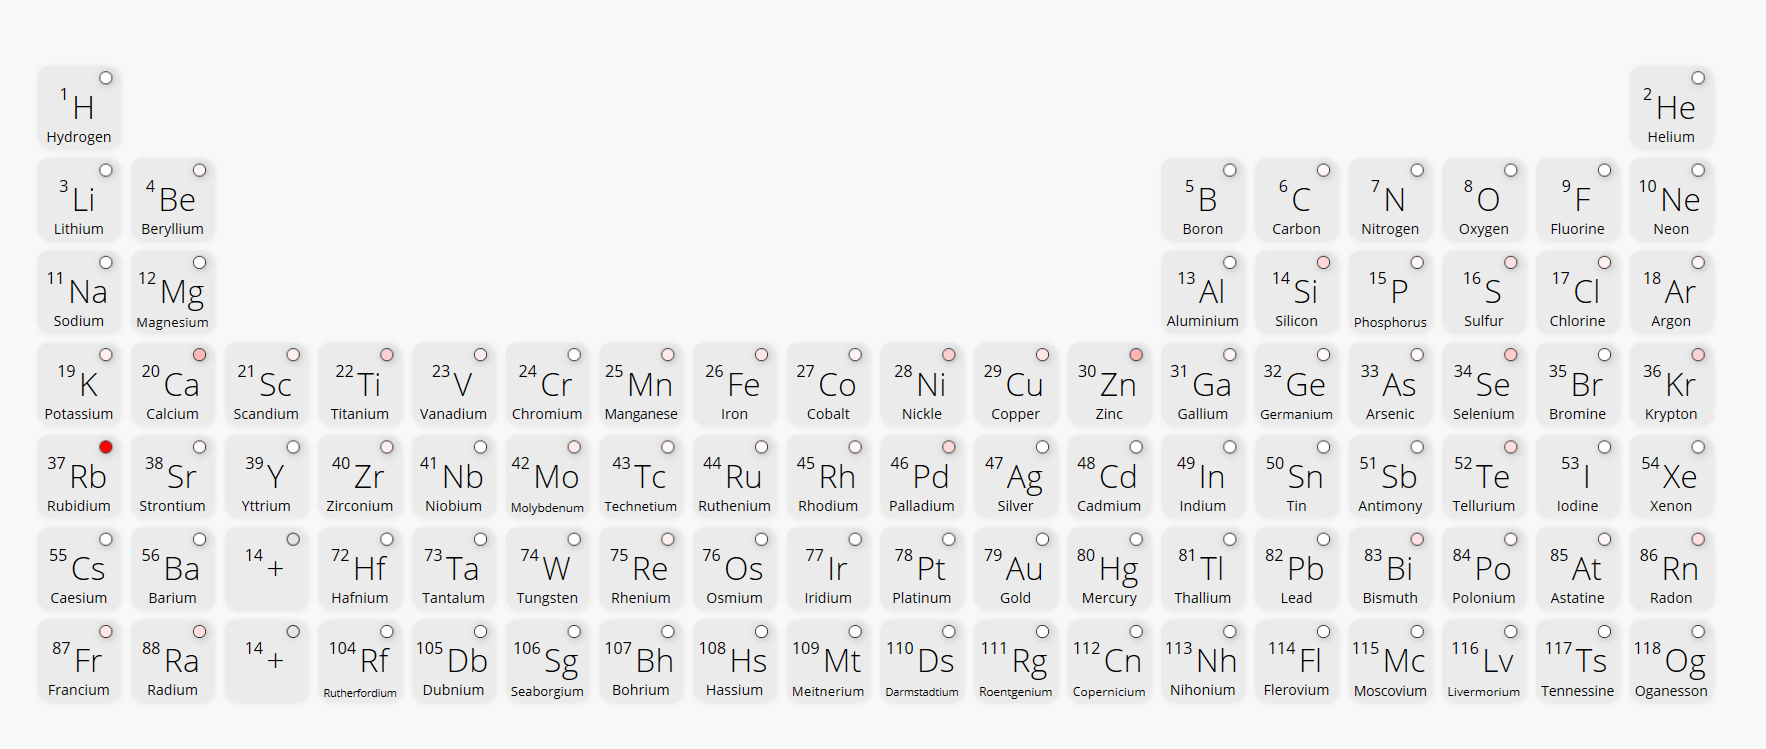 1 H
Hydrogen
2 He
Helium
3 Li
Lithium
4 Be
Beryllium
5 B
Boron
6 C
Carbon
7 N
Nitrogen
8 O
Oxygen
9 F
Fluorine
10 Ne
Neon
11 Na
Sodium
12 Mg
Magnesium
13 Al
Aluminium
14 Si
Silicon
15 P
Phosphorus
16 S
Sulfur
17 Cl
Chlorine
18 Ar
Argon
19 K
Potassium
20 Ca
Calcium
21 Sc
Scandium
22 Ti
Titanium
23 V
Vanadium
24 Cr
Chromium
25 Mn
Manganese
26 Fe
Iron
27 Co
Cobalt
28 Ni
Nickle
29 Cu
Copper
30 Zn
Zinc
31 Ga
Gallium
32 Ge
Germanium
33 As
Arsenic
34 Se
Selenium
35 Br
Bromine
36 Kr
Krypton
37 Rb
Rubidium
38 Sr
Strontium
39 Y
Yttrium
40 Zr
Zirconium
41 Nb
Niobium
42 Mo
Molybdenum
43 Tc
Technetium
44 Ru
Ruthenium
45 Rh
Rhodium
46 Pd
Palladium
47 Ag
Silver
48 Cd
Cadmium
49 In
Indium
50 Sn
Tin
51 Sb
Antimony
52 Te
Tellurium
53 I
Iodine
54 Xe
Xenon
55 Cs
Caesium
56 Ba
Barium
14 +
72 Hf
Hafnium
73 Ta
Tantalum
74 W
Tungsten
75 Re
Rhenium
76 Os
Osmium
77 Ir
Iridium
78 Pt
Platinum
79 Au
Gold
80 Hg
Mercury
81 Tl
Thallium
82 Pb
Lead
83 Bi
Bismuth
84 Po
Polonium
85 At
Astatine
86 Rn
Radon
87 Fr
Francium
88 Ra
Radium
14 +
104 Rf
Rutherfordium
105 Db
Dubnium
106 Sg
Seaborgium
107 Bh
Bohrium
108 Hs
Hassium
109 Mt
Meitnerium
110 Ds
Darmstadtium
111 Rg
Roentgenium
112 Cn
Copernicium
113 Nh
Nihonium
114 Fl
Flerovium
115 Mc
Moscovium
116 Lv
Livermorium
117 Ts
Tennessine
118 Og
Oganesson